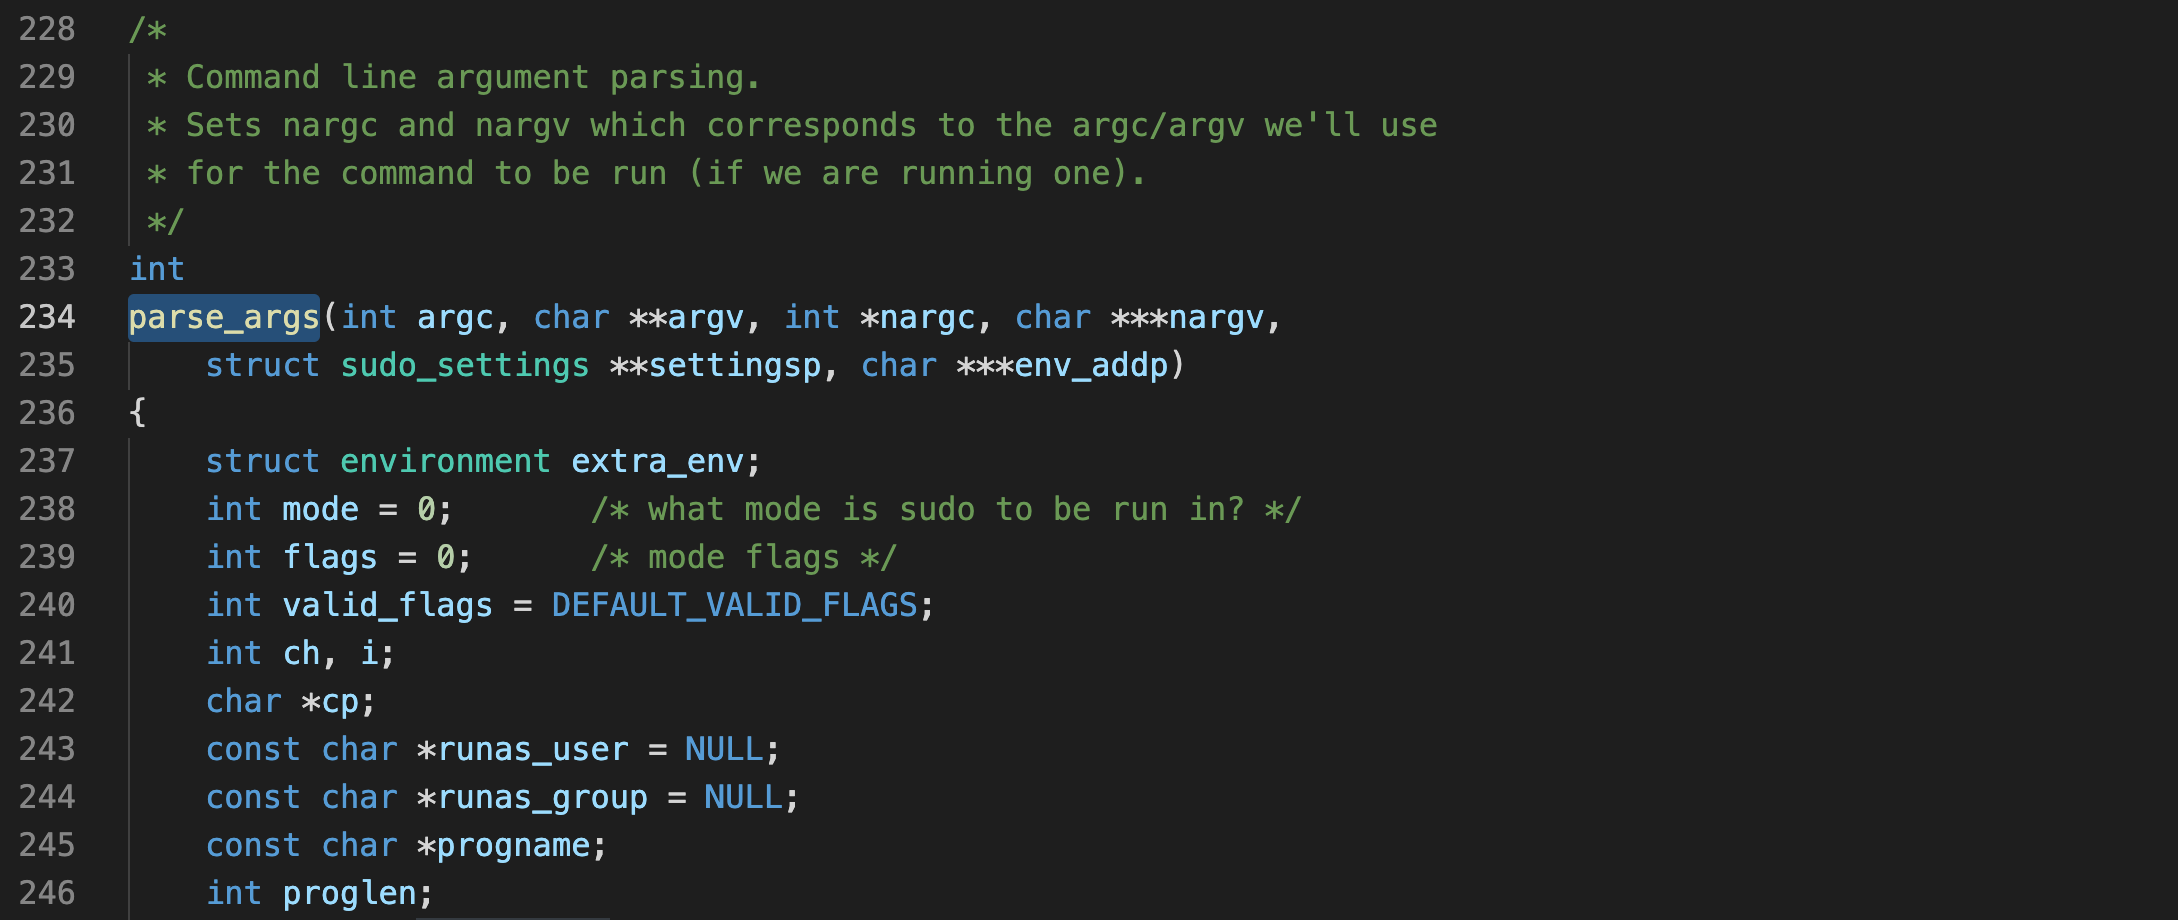 228 /*
229 * Command line argument parsing.
230 * Sets nargc and nargv which corresponds to the argc/argv we'll use
231 * for the command to be run (if we are running one).
232 */
233 int
234 parse_args(int argc, char **argv, int *nargc, char ***nargv,
235 struct sudo_settings **settingsp, char ***env_addp)
236 {
237 struct environment extra_env;
238 int mode = 0; /* what mode is sudo to be run in? */
239 int flags = 0; /* mode flags */
240 int valid_flags = DEFAULT_VALID_FLAGS;
241 int ch, i;
242 char *cp;
243 const char *runas_user = NULL;
244 const char *runas_group = NULL;
245 const char *progname;
246 int proglen;